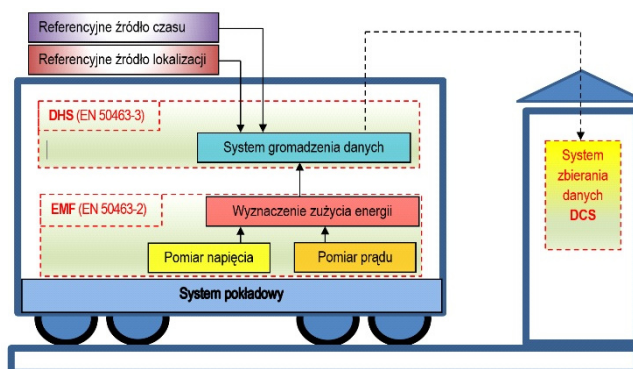 Referencyjne źródło czasu
Referencyjne źródło lokalizacji
DHS (EN 50463-3)
System gromadzenia danych
EMF (EN 50463-2)
Wyznaczenie zużycia energii
Pomiar napięcia
Pomiar prądu
System pokładowy
System
zbierania
danych
DCS